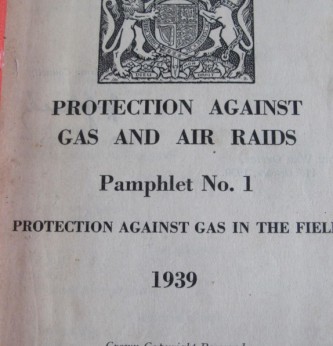 PROTECTION AGAINST
GAS AND AIR RAIDS
Pamphlet No. 1
PROTECTION AGAINST GAS IN THE FIEL
1939